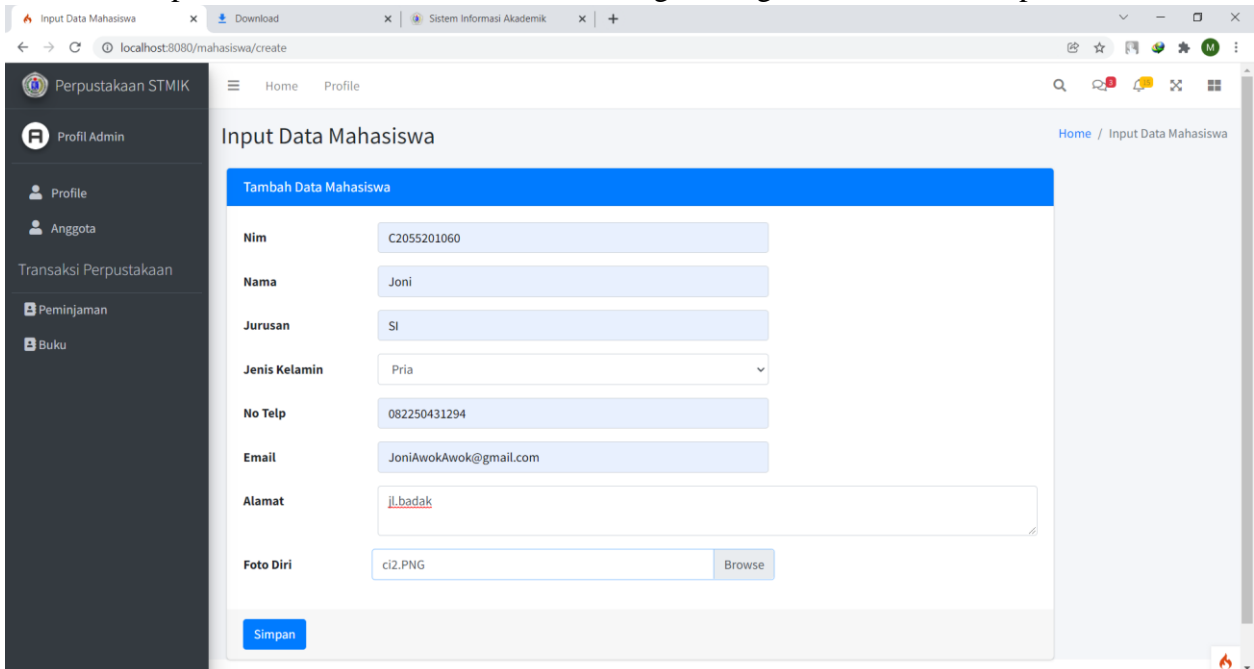 Input Data Mahasiswa
Download
Sistem Informasi Akademik
localhost:8080/mahasiswa/create
M
Perpustakaan STMIK
Home Profile
3
15
Profil Admin
Input Data Mahasiswa
Home / Input Data Mahasiswa
Profile
Anggota
Transaksi Perpustakaan
Peminjaman
Buku
Tambah Data Mahasiswa
Nim C2055201060
Nama Joni
Jurusan SI
Jenis Kelamin Pria
No Telp 082250431294
Email JoniAwokAwok@gmail.com
Alamat jl.badak
Foto Diri ci2.PNG Browse
Simpan